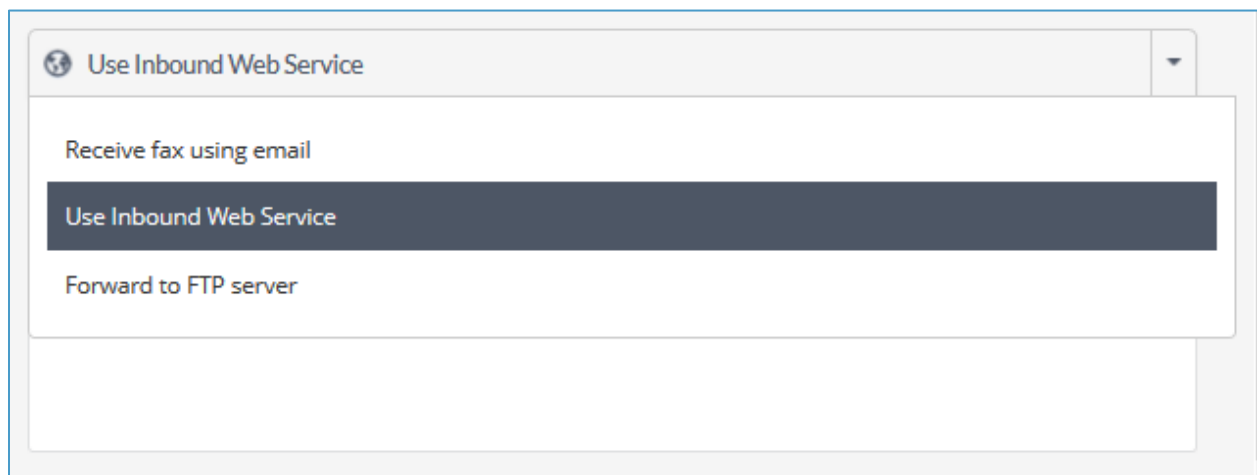 Use Inbound Web Service
Receive fax using email
Use Inbound Web Service
Forward to FTP server